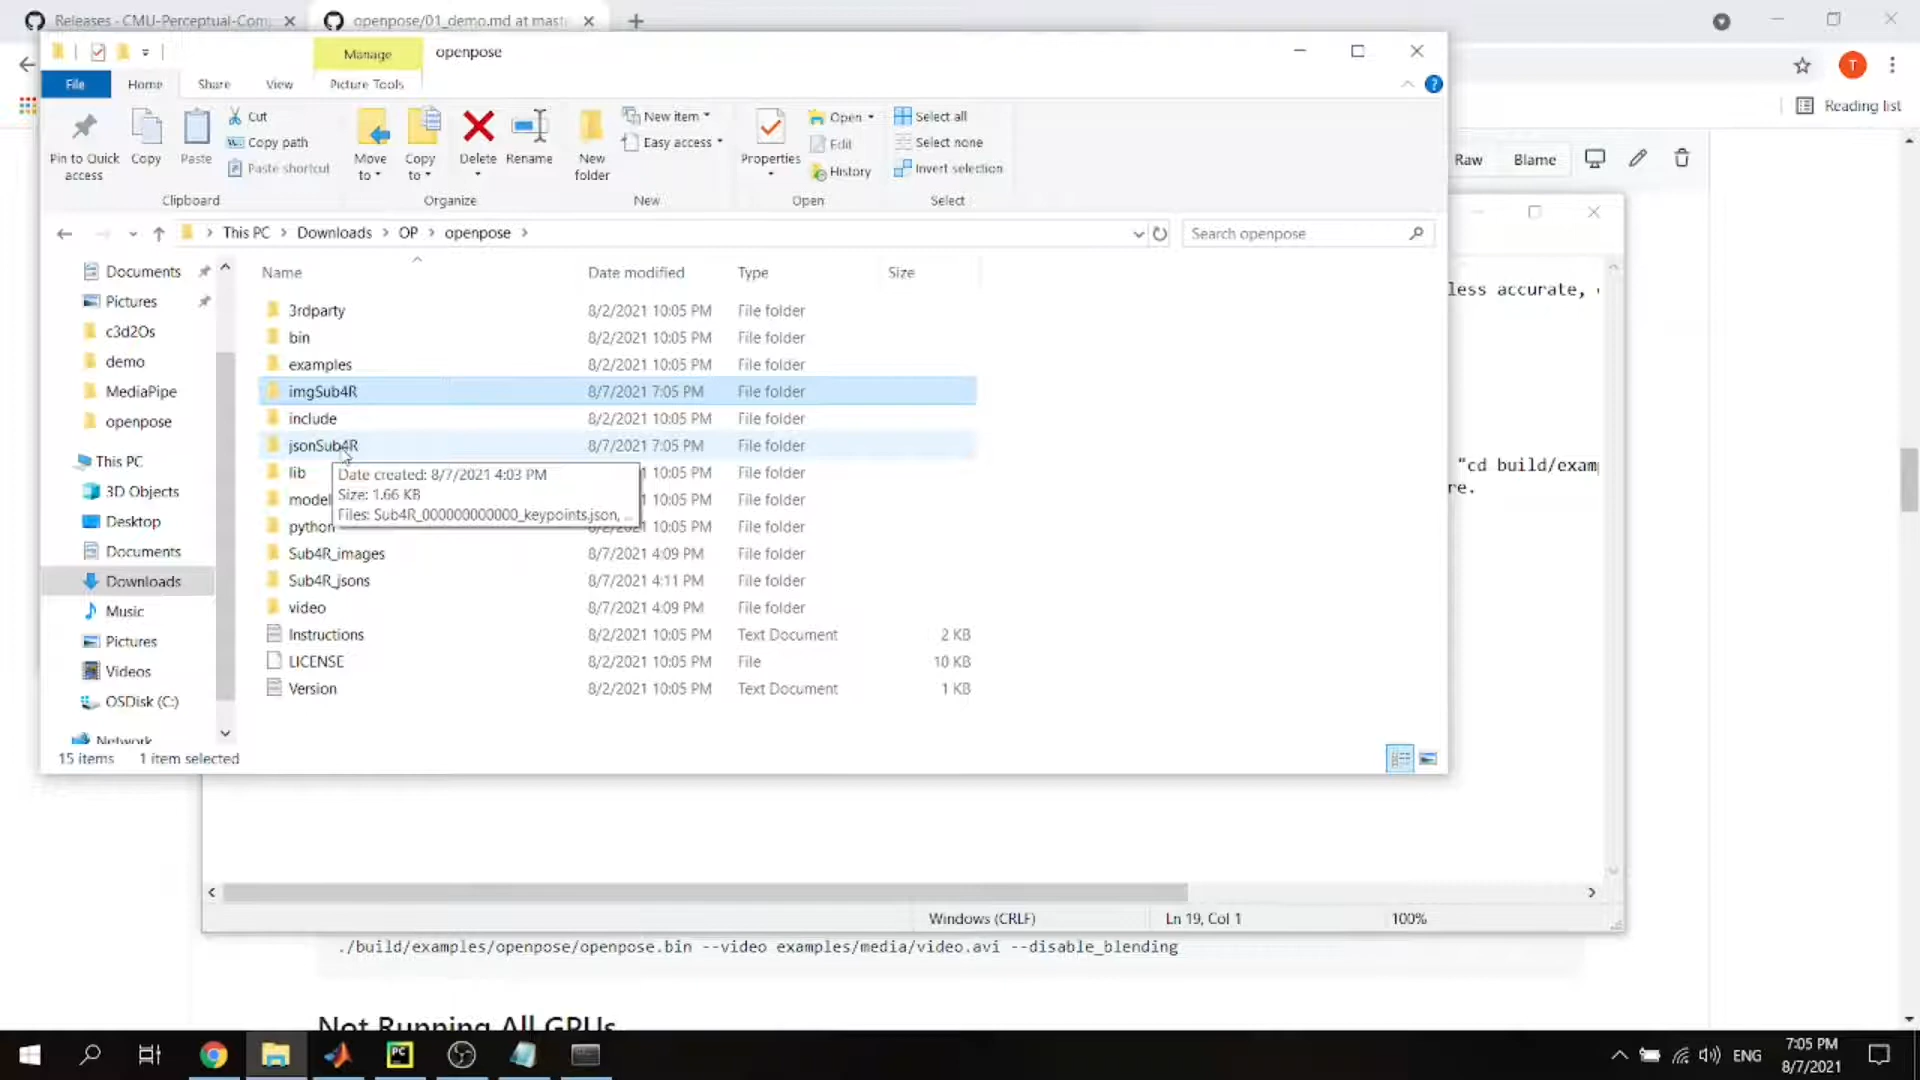 Releases - CMU-Perceptual-Com
openpose/01_demo.md at mast
Manage
openpose
File
Home
Share
View
Picture Tools
T
Reading list
Pin to Quick access
Copy
Paste
Cut
Copy path
Paste shortcut
Move to
Copy to
Delete
Rename
New folder
New item
Easy access
Properties
Open
Edit
History
Select all
Select none
Invert selection
Clipboard
Organize
New
Open
Select
Raw
Blame
This PC > Downloads > OP > openpose >
Search openpose
Name
Date modified
Type
Size
Documents
Pictures
c3d2Os
demo
MediaPipe
openpose
This PC
3D Objects
Desktop
Documents
Downloads
Music
Pictures
Videos
OSDisk (C:)
Network
3rdparty 8/2/2021 10:05 PM File folder
bin 8/2/2021 10:05 PM File folder
examples 8/2/2021 10:05 PM File folder
imgSub4R 8/7/2021 7:05 PM File folder
include 8/2/2021 10:05 PM File folder
jsonSub4R 8/7/2021 7:05 PM File folder
lib 10:05 PM File folder
model 10:05 PM File folder
python 10:05 PM File folder
Date created: 8/7/2021 4:03 PM
Size: 1.66 KB
Files: Sub4R_000000000000_keypoints.json, ...
Sub4R_images 8/7/2021 4:09 PM File folder
Sub4R_jsons 8/7/2021 4:11 PM File folder
video 8/7/2021 4:09 PM File folder
Instructions 8/2/2021 10:05 PM Text Document 2 KB
LICENSE 8/2/2021 10:05 PM File 10 KB
Version 8/2/2021 10:05 PM Text Document 1 KB
15 items 1 item selected
less accurate,
"cd build/exam
re.
Windows (CRLF)
Ln 19, Col 1
100%
./build/examples/openpose/openpose.bin --video examples/media/video.avi --disable_blending
Not Running All GPUs
PC
ENG
7:05 PM
8/7/2021